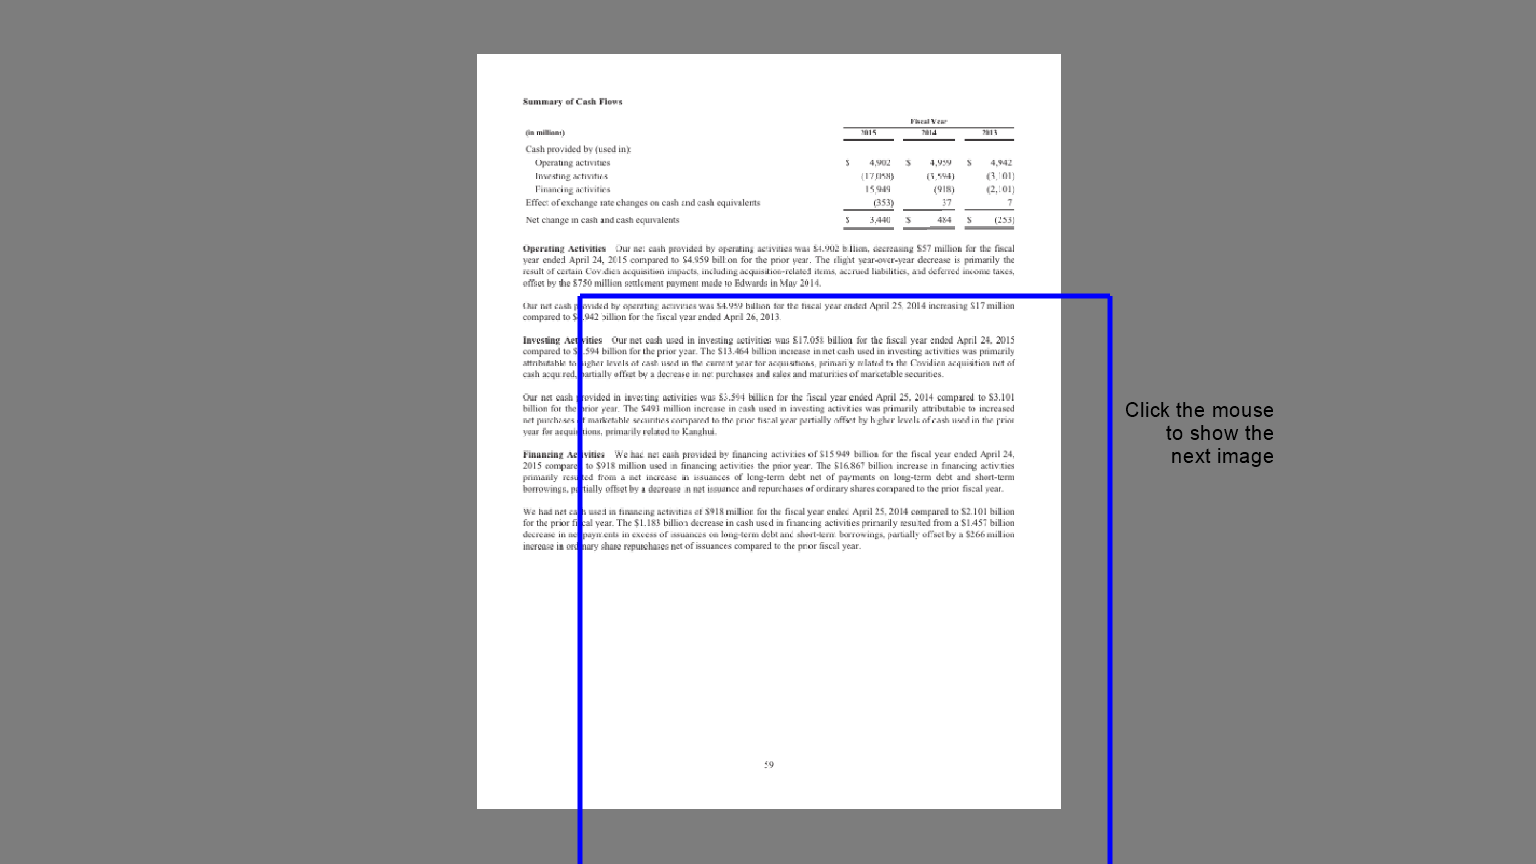 Summary of Cash Flows
Fiscal Year
(in millions) 2015 2014 2013
Cash provided by (used in):
Operating activities $ 4,902 $ 4,959 $ 4,942
Investing activities (17,058) (3,594) (3,101)
Financing activities 15,949 (918) (2,101)
Effect of exchange rate changes on cash and cash equivalents (353) 37 7
Net change in cash and cash equivalents $ 3,440 $ 484 $ (253)
Operating Activities Our net cash provided by operating activities was $4.902 billion, decreasing $57 million for the fiscal
year ended April 24, 2015 compared to $4.959 billion for the prior year. The slight year-over-year decrease is primarily the
result of certain Covidien acquisition impacts, including acquisition-related items, accrued liabilities, and deferred income taxes,
offset by the $750 million settlement payment made to Edwards in May 2014.
Our net cash provided by operating activities was $4.959 billion for the fiscal year ended April 25, 2014 increasing $17 million
compared to $4.942 billion for the fiscal year ended April 26, 2013.
Investing Activities Our net cash used in investing activities was $17.058 billion for the fiscal year ended April 24, 2015
compared to $3.594 billion for the prior year. The $13.464 billion increase in net cash used in investing activities was primarily
attributable to higher levels of cash used in the current year for acquisitions, primarily related to the Covidien acquisition net of
cash acquired, partially offset by a decrease in net purchases and sales and maturities of marketable securities.
Our net cash provided in investing activities was $3.594 billion for the fiscal year ended April 25, 2014 compared to $3.101
billion for the prior year. The $493 million increase in cash used in investing activities was primarily attributable to increased
net purchases of marketable securities compared to the prior fiscal year partially offset by higher levels of cash used in the prior
year for acquisitions, primarily related to Kanghui.
Financing Activities We had net cash provided by financing activities of $15.949 billion for the fiscal year ended April 24,
2015 compared to $918 million used in financing activities the prior year. The $16.867 billion increase in financing activities
primarily resulted from a net increase in issuances of long-term debt net of payments on long-term debt and short-term
borrowings, partially offset by a decrease in net issuance and repurchases of ordinary shares compared to the prior fiscal year.
We had net cash used in financing activities of $918 million for the fiscal year ended April 25, 2014 compared to $2.101 billion
for the prior fiscal year. The $1.183 billion decrease in cash used in financing activities primarily resulted from a $1.457 billion
decrease in net payments in excess of issuances on long-term debt and short-term borrowings, partially offset by a $266 million
increase in ordinary share repurchases net of issuances compared to the prior fiscal year.
59
Click the mouse
to show the
next image